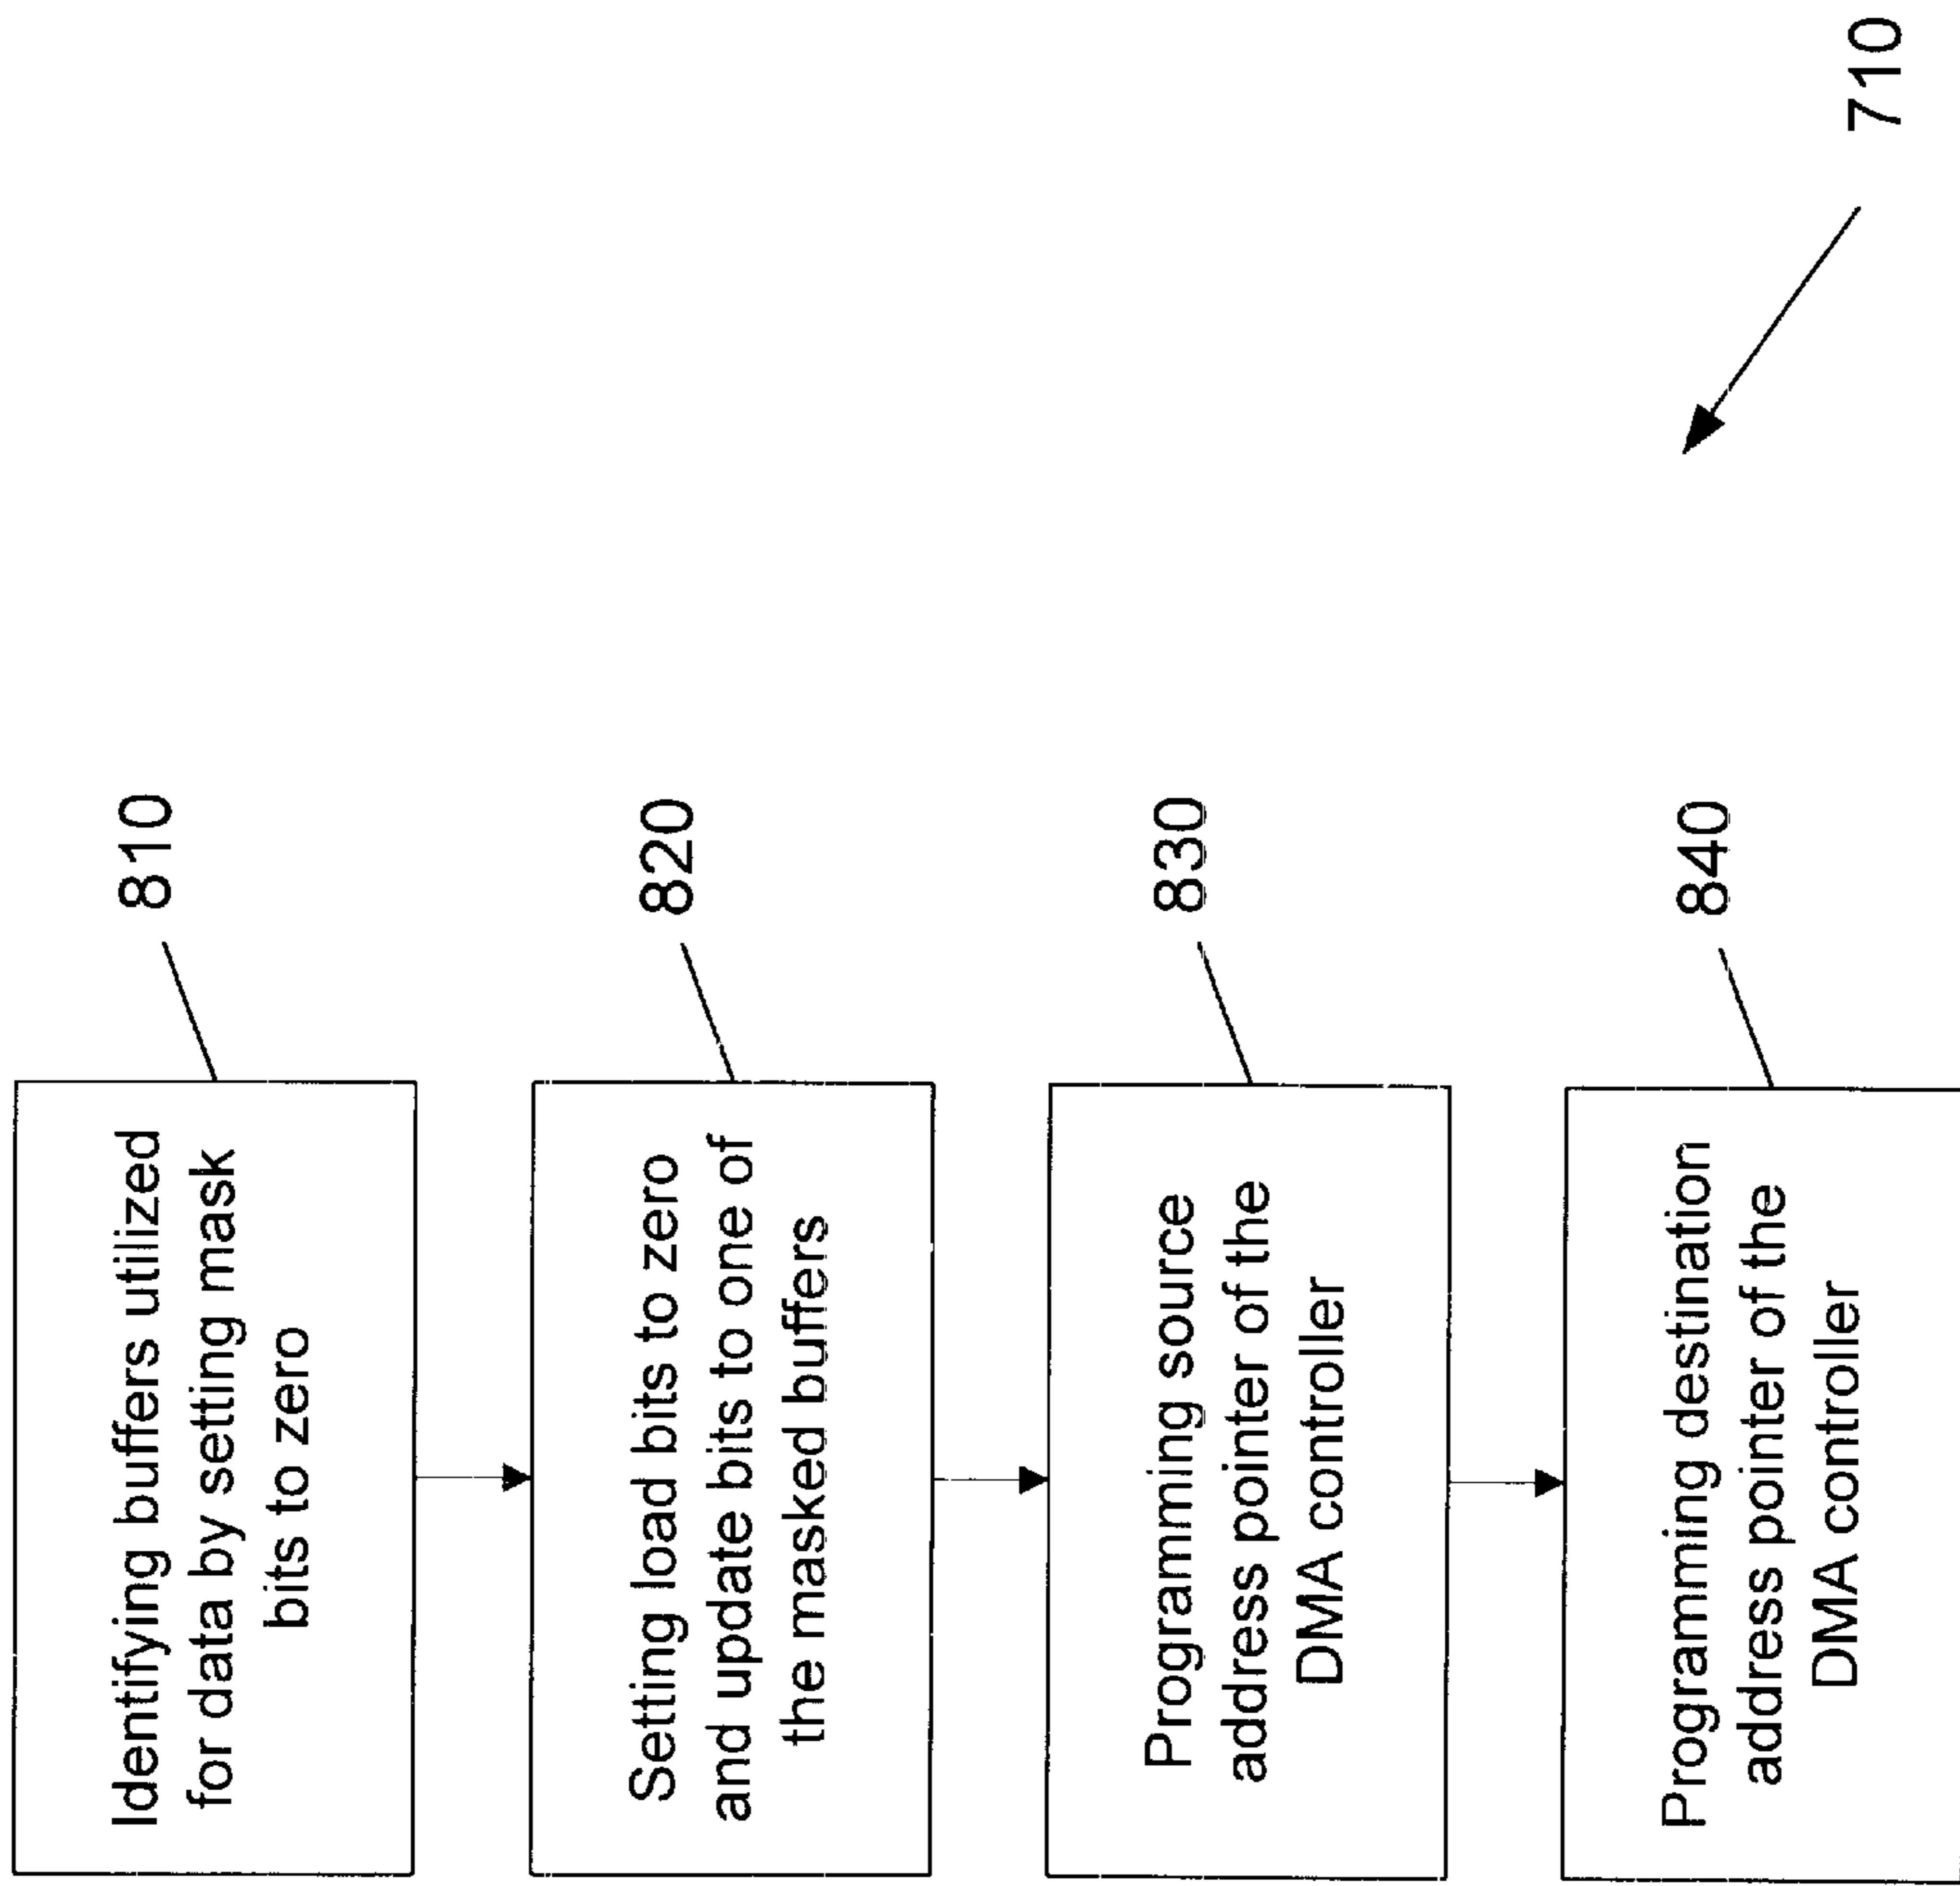 Identifying buffers utilized
for data by setting mask
bits to zero
810
Setting load bits to zero
and update bits to one of
the masked buffers
820
Programming source
address pointer of the
DMA controller
830
Programming destination
address pointer of the
DMA controller
840
710